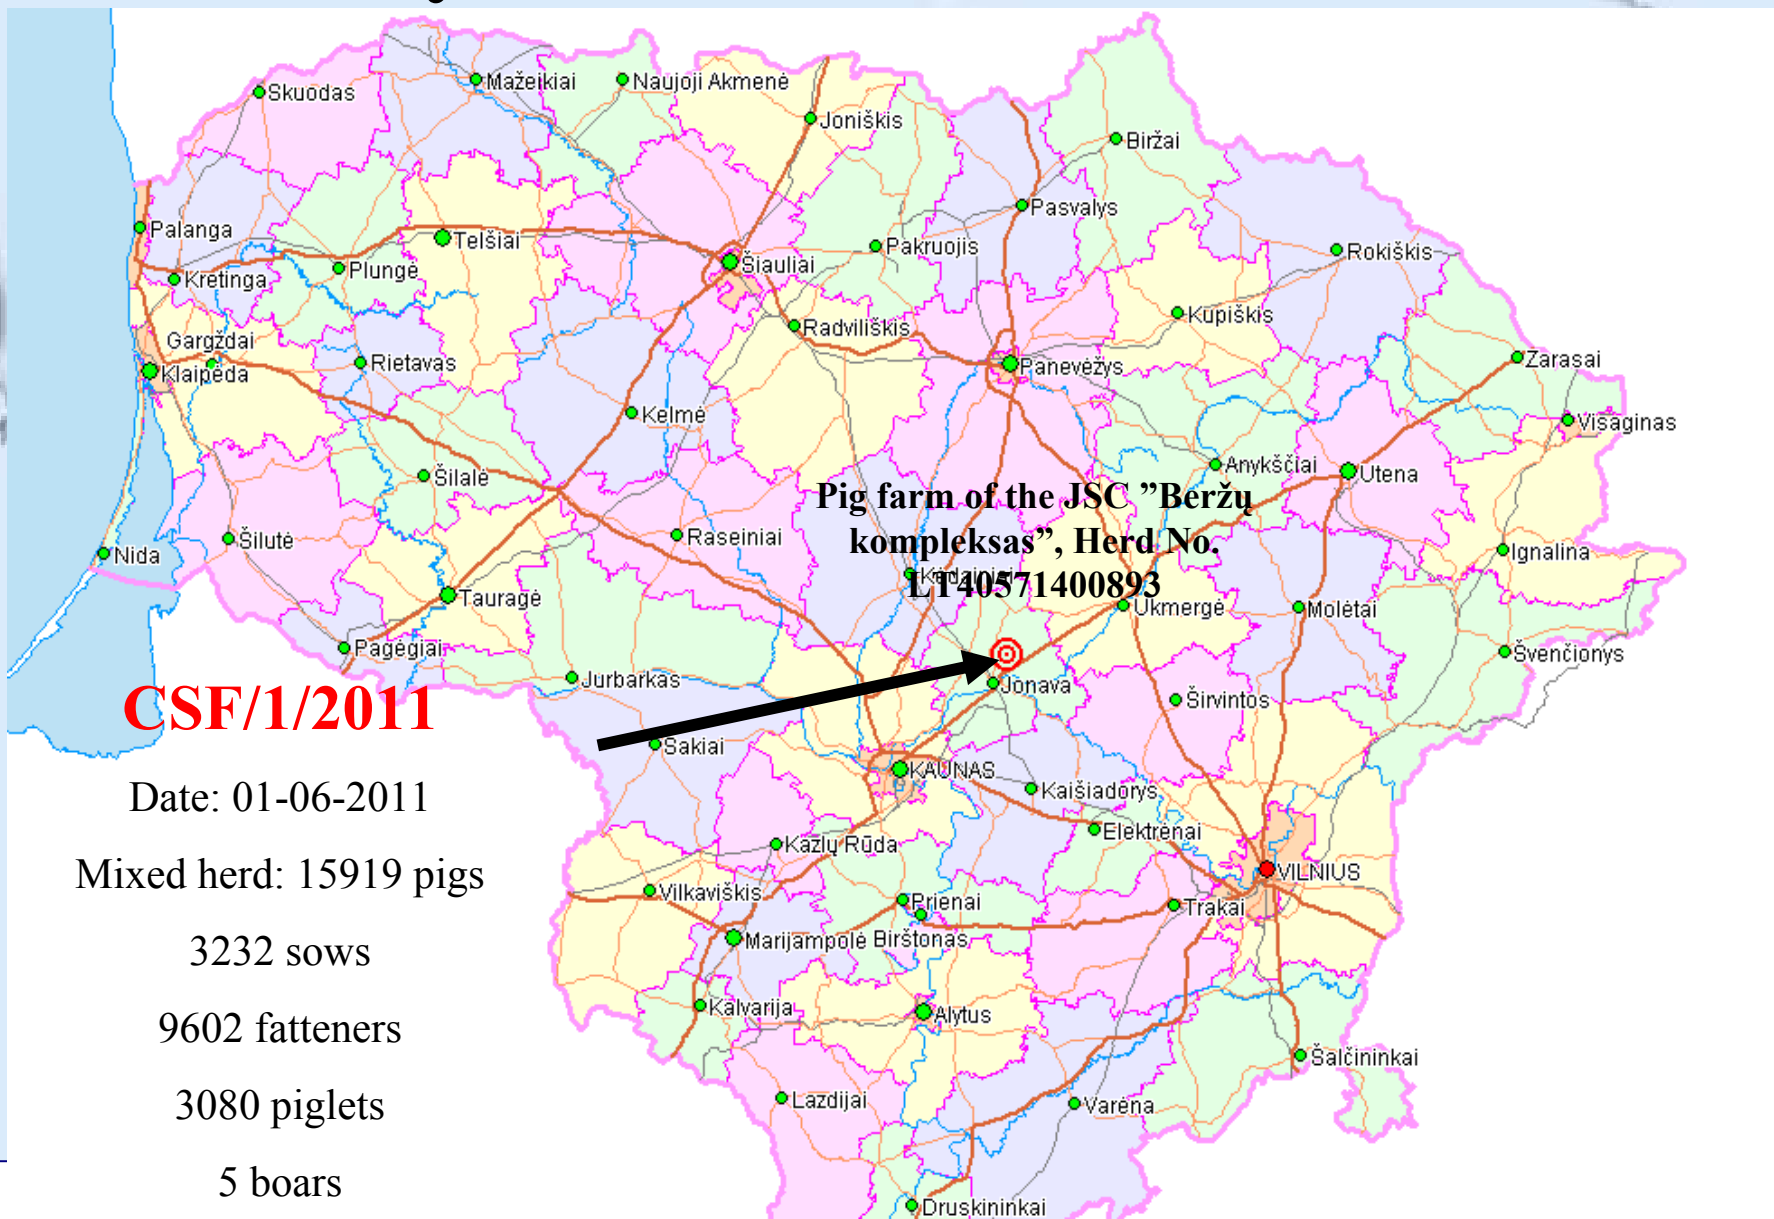 Skuodas
Mažeikiai
Naujoji Akmenė
Joniškis
Biržai
Palanga
Telšiai
Pasvalys
Kretinga
Plungė
Šiauliai
Pakruojis
Rokiškis
Gargždai
Klaipėda
Rietavas
Radviliškis
Kupiškis
Panevėžys
Zarasai
Kelmė
Visaginas
Šilalė
Anykščiai
Utena
Pig farm of the JSC ”Beržų
kompleksas”, Herd No.
LT40571400893
Kėdainiai
Nida
Šilutė
Raseiniai
Ignalina
Tauragė
Ukmergė
Molėtai
Pagėgiai
Jurbarkas
Jonava
Švenčionys
Širvintos
CSF/1/2011
Date: 01-06-2011
Mixed herd: 15919 pigs
3232 sows
9602 fatteners
3080 piglets
5 boars
Sakiai
KAUNAS
Kaišiadorys
Elektrėnai
Kazlų Rūda
VILNIUS
Vilkaviškis
Prienai
Trakai
Marijampolė
Birštonas
Kalvarija
Alytus
Šalčininkai
Lazdijai
Varėna
Druskininkai